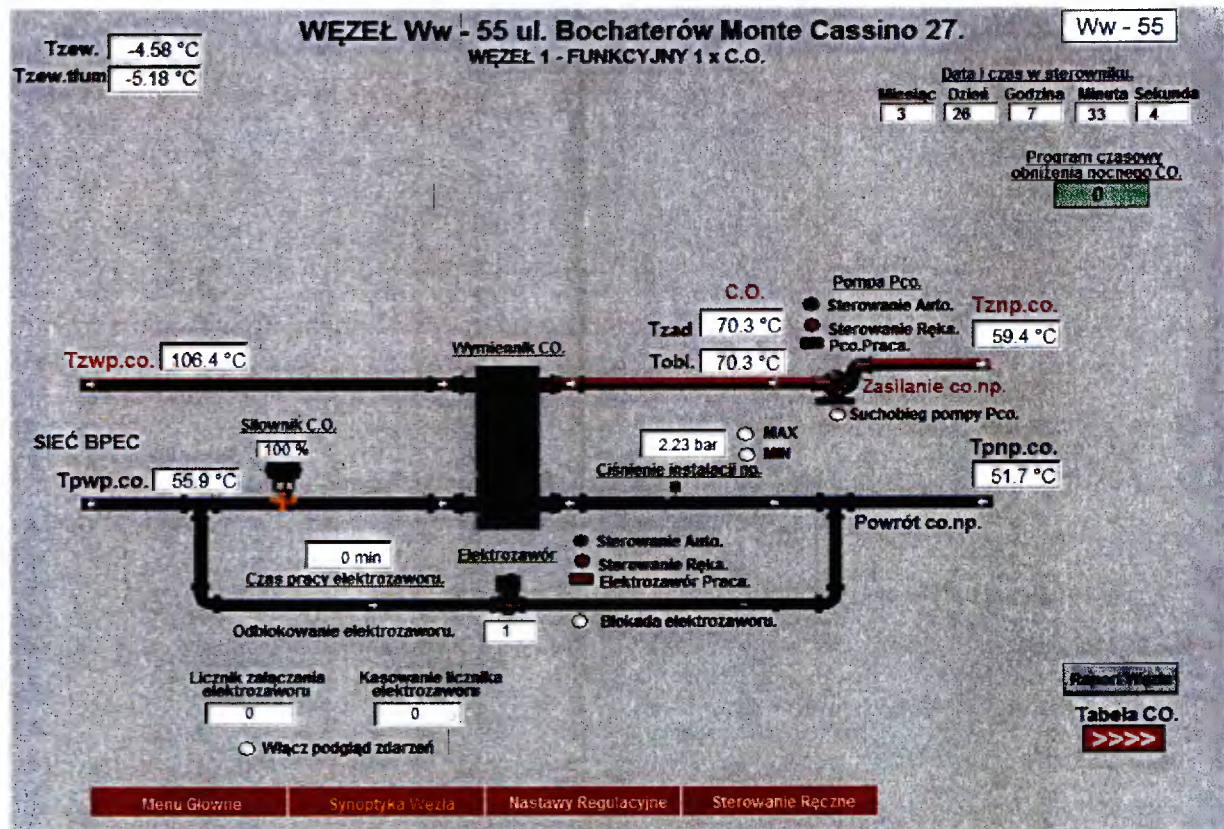 WĘZEŁ Ww - 55 ul. Bochaterów Monte Cassino 27.
WĘZEŁ 1 - FUNKCYJNY 1 x C.O.
Ww - 55
Tzew. -4.58 °C
Tzew.tłum -5.18 °C
Data i czas w sterowniku.
Miesiąc Dzień Godzina Minuta Sekunda
3 26 7 33 4
Program czasowy
obniżenia nocnego CO.
0
C.O.
Tzad 70.3 °C
Tobl. 70.3 °C
Pompa Pco.
Sterowanie Auto.
Sterowanie Ręka.
Pco.Praca.
Tznp.co.
59.4 °C
Tzwp.co. 106.4 °C
Wymiennik CO.
Zasilanie co.np.
Suchobieg pompy Pco.
SIEĆ BPEC
Siłownik C.O.
100 %
2.23 bar
MAX
MIN
Ciśnienie instalacji np.
Tpnp.co.
51.7 °C
Tpwp.co. 55.9 °C
Powrót co.np.
0 min
Czas pracy elektrozaworu.
Elektrozawór
Sterowanie Auto.
Sterowanie Ręka.
Elektrozawór Praca.
Odblokowanie elektrozaworu. 1
Blokada elektrozaworu.
Licznik załączania
elektrozaworu
0
Kasowanie licznika
elektrozaworu
0
Włącz podgląd zdarzeń
Raport Węzła
Tabela CO.
>>>>
Menu Głowne
Synoptyka Węzła
Nastawy Regulacyjne
Sterowanie Ręczne